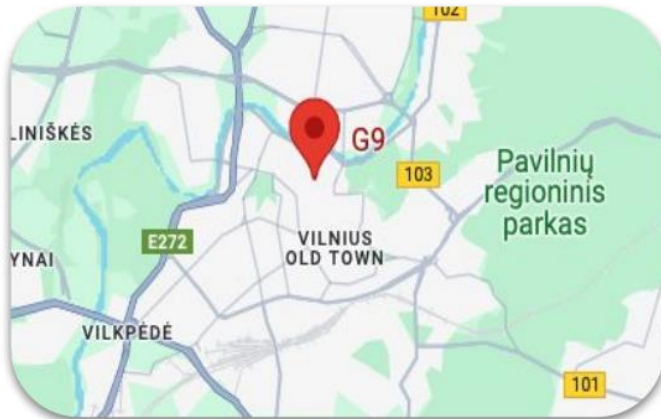 102
LINIŠKĖS
G9
103
Pavilnių
regioninis
parkas
E272
VILNIUS
OLD TOWN
YNAI
VILKPĖDĖ
101